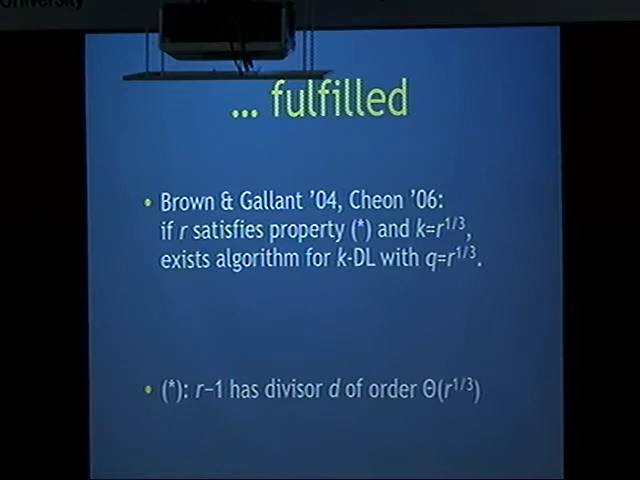 University
... fulfilled
• Brown & Gallant ’04, Cheon ’06:
if r satisfies property (*) and k=r^1/3,
exists algorithm for k-DL with q=r^1/3.
• (*): r−1 has divisor d of order Θ(r^1/3)